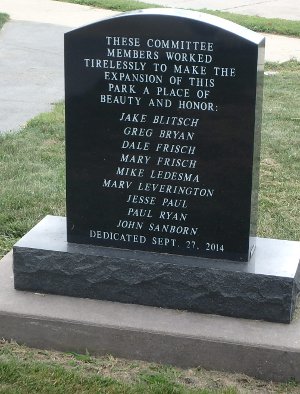 THESE COMMITTEE
MEMBERS WORKED
TIRELESSLY TO MAKE THE
EXPANSION OF THIS
PARK A PLACE OF
BEAUTY AND HONOR:
JAKE BLITSCH
GREG BRYAN
DALE FRISCH
MARY FRISCH
MIKE LEDESMA
MARV LEVERINGTON
JESSE PAUL
PAUL RYAN
JOHN SANBORN
DEDICATED SEPT. 27, 2014